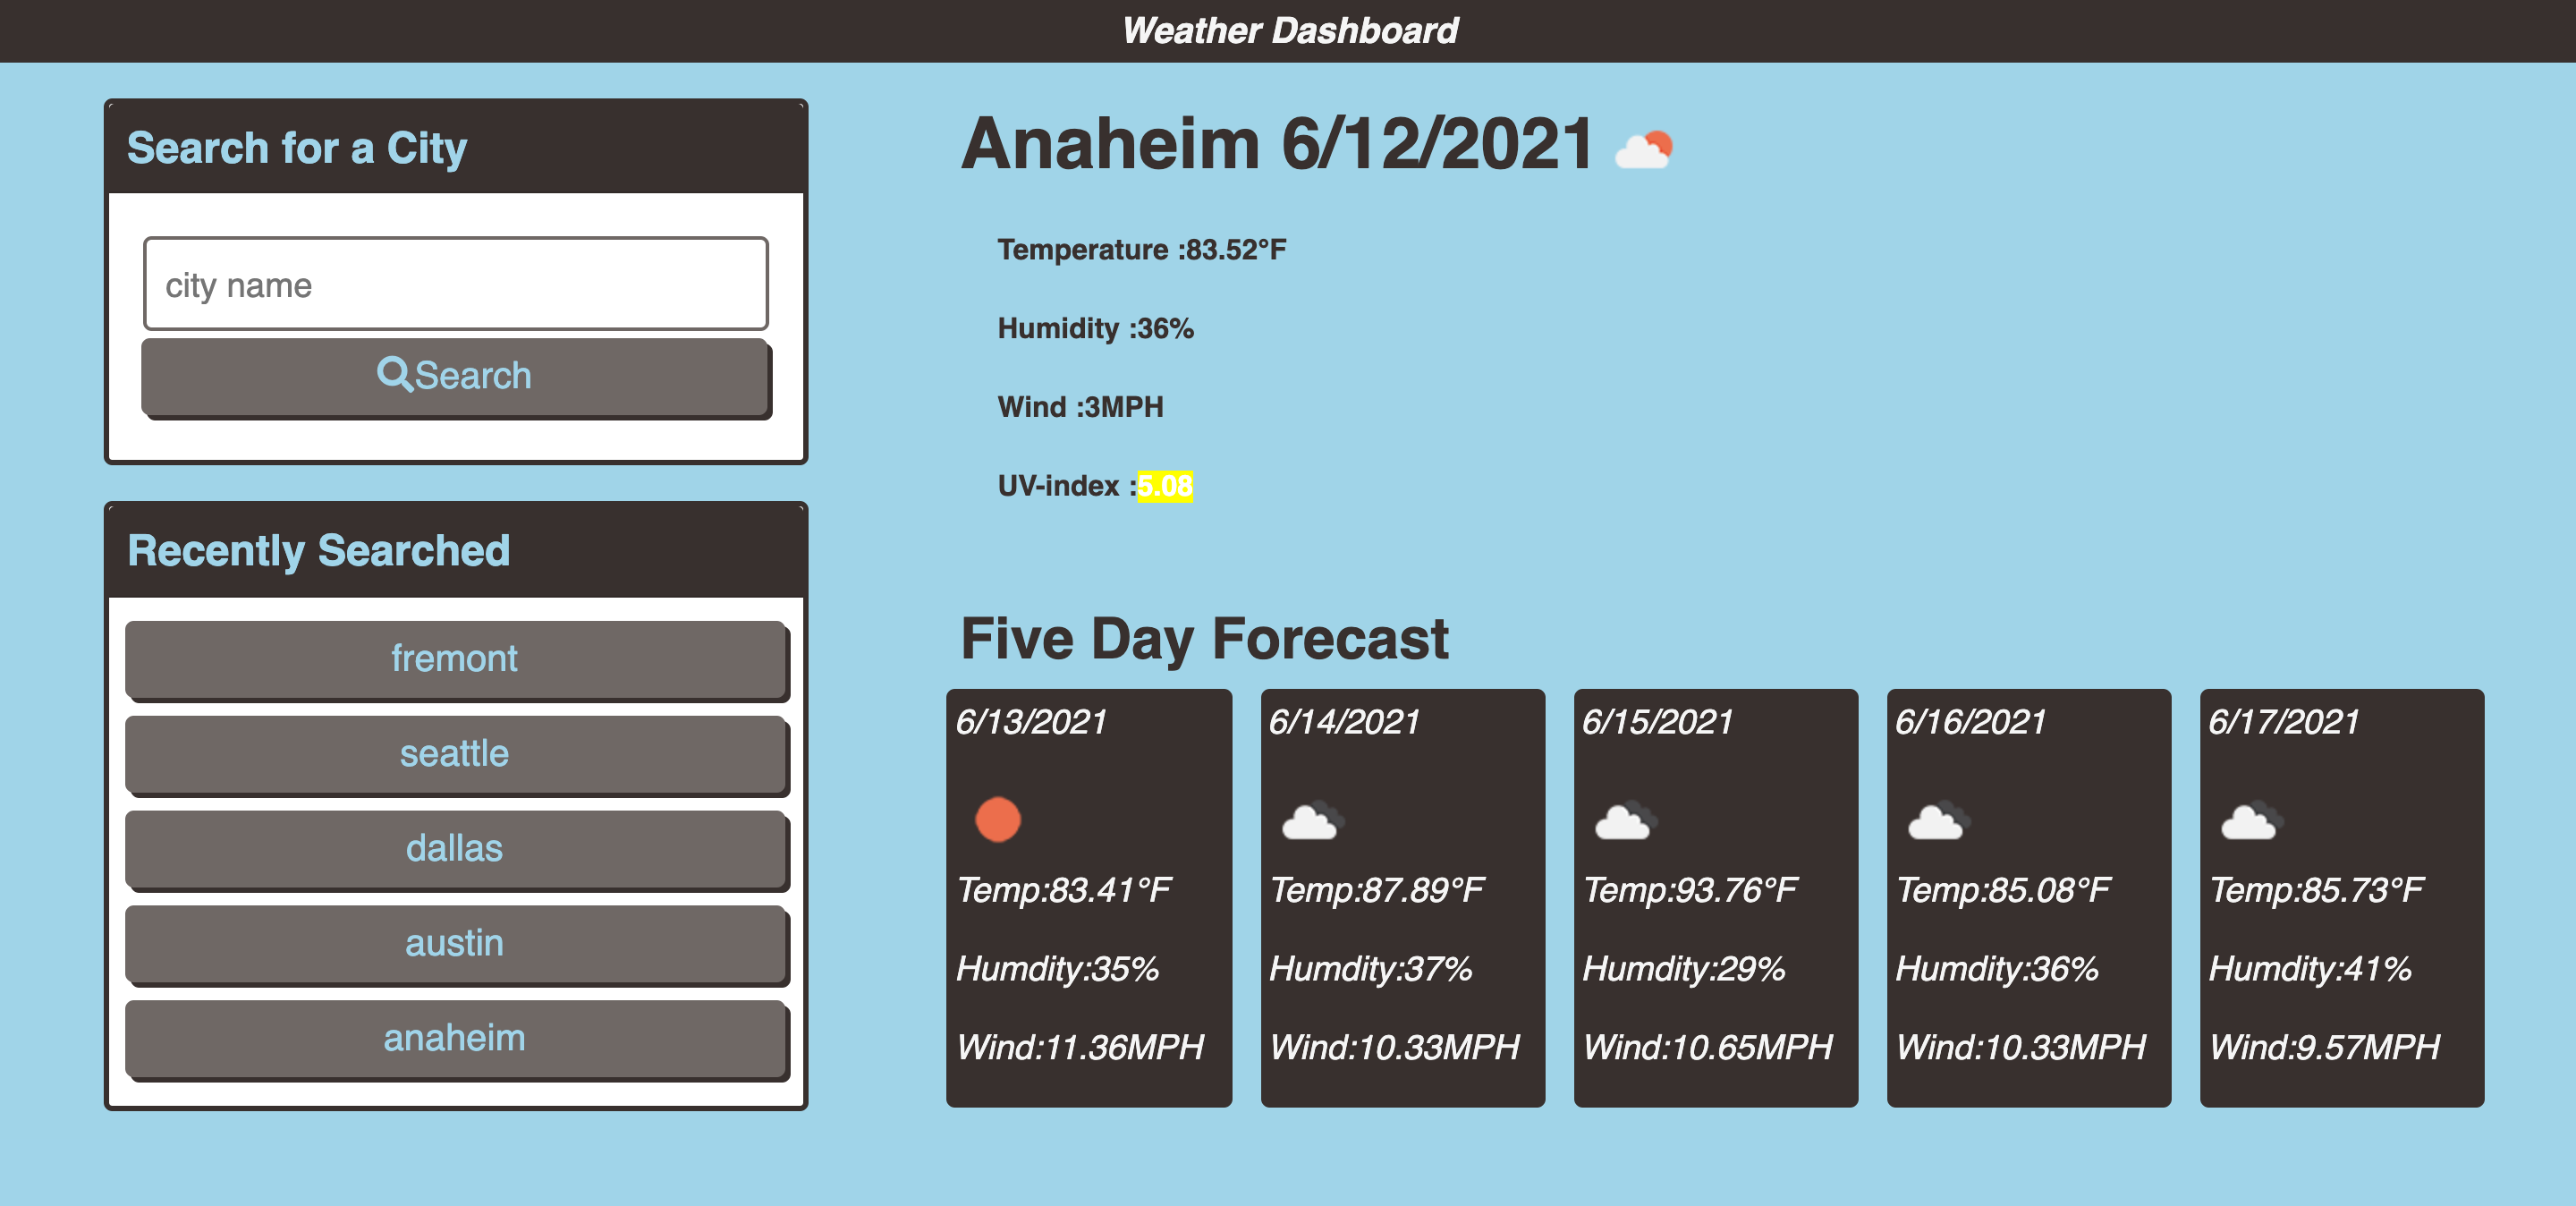 Weather Dashboard
Search for a City
city name
Search
Recently Searched
fremont
seattle
dallas
austin
anaheim
Anaheim 6/12/2021
Temperature :83.52°F
Humidity :36%
Wind :3MPH
UV-index :5.08
Five Day Forecast
6/13/2021
Temp:83.41°F
Humdity:35%
Wind:11.36MPH
6/14/2021
Temp:87.89°F
Humdity:37%
Wind:10.33MPH
6/15/2021
Temp:93.76°F
Humdity:29%
Wind:10.65MPH
6/16/2021
Temp:85.08°F
Humdity:36%
Wind:10.33MPH
6/17/2021
Temp:85.73°F
Humdity:41%
Wind:9.57MPH